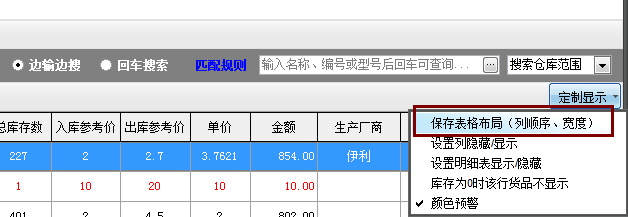 边输边搜 回车搜索 匹配规则 输入名称、编号或型号后回车可查询... ... 搜索仓库范围
定制显示
总库存数 入库参考价 出库参考价 单价 金额 生产厂商
保存表格布局（列顺序、宽度）
设置列隐藏/显示
227 2 2.7 3.7621 854.00 伊利
设置明细表显示/隐藏
1 10 20 10 10.00
库存为0时该行货品不显示
✓ 颜色预警
401 2 4.5 2 802.00